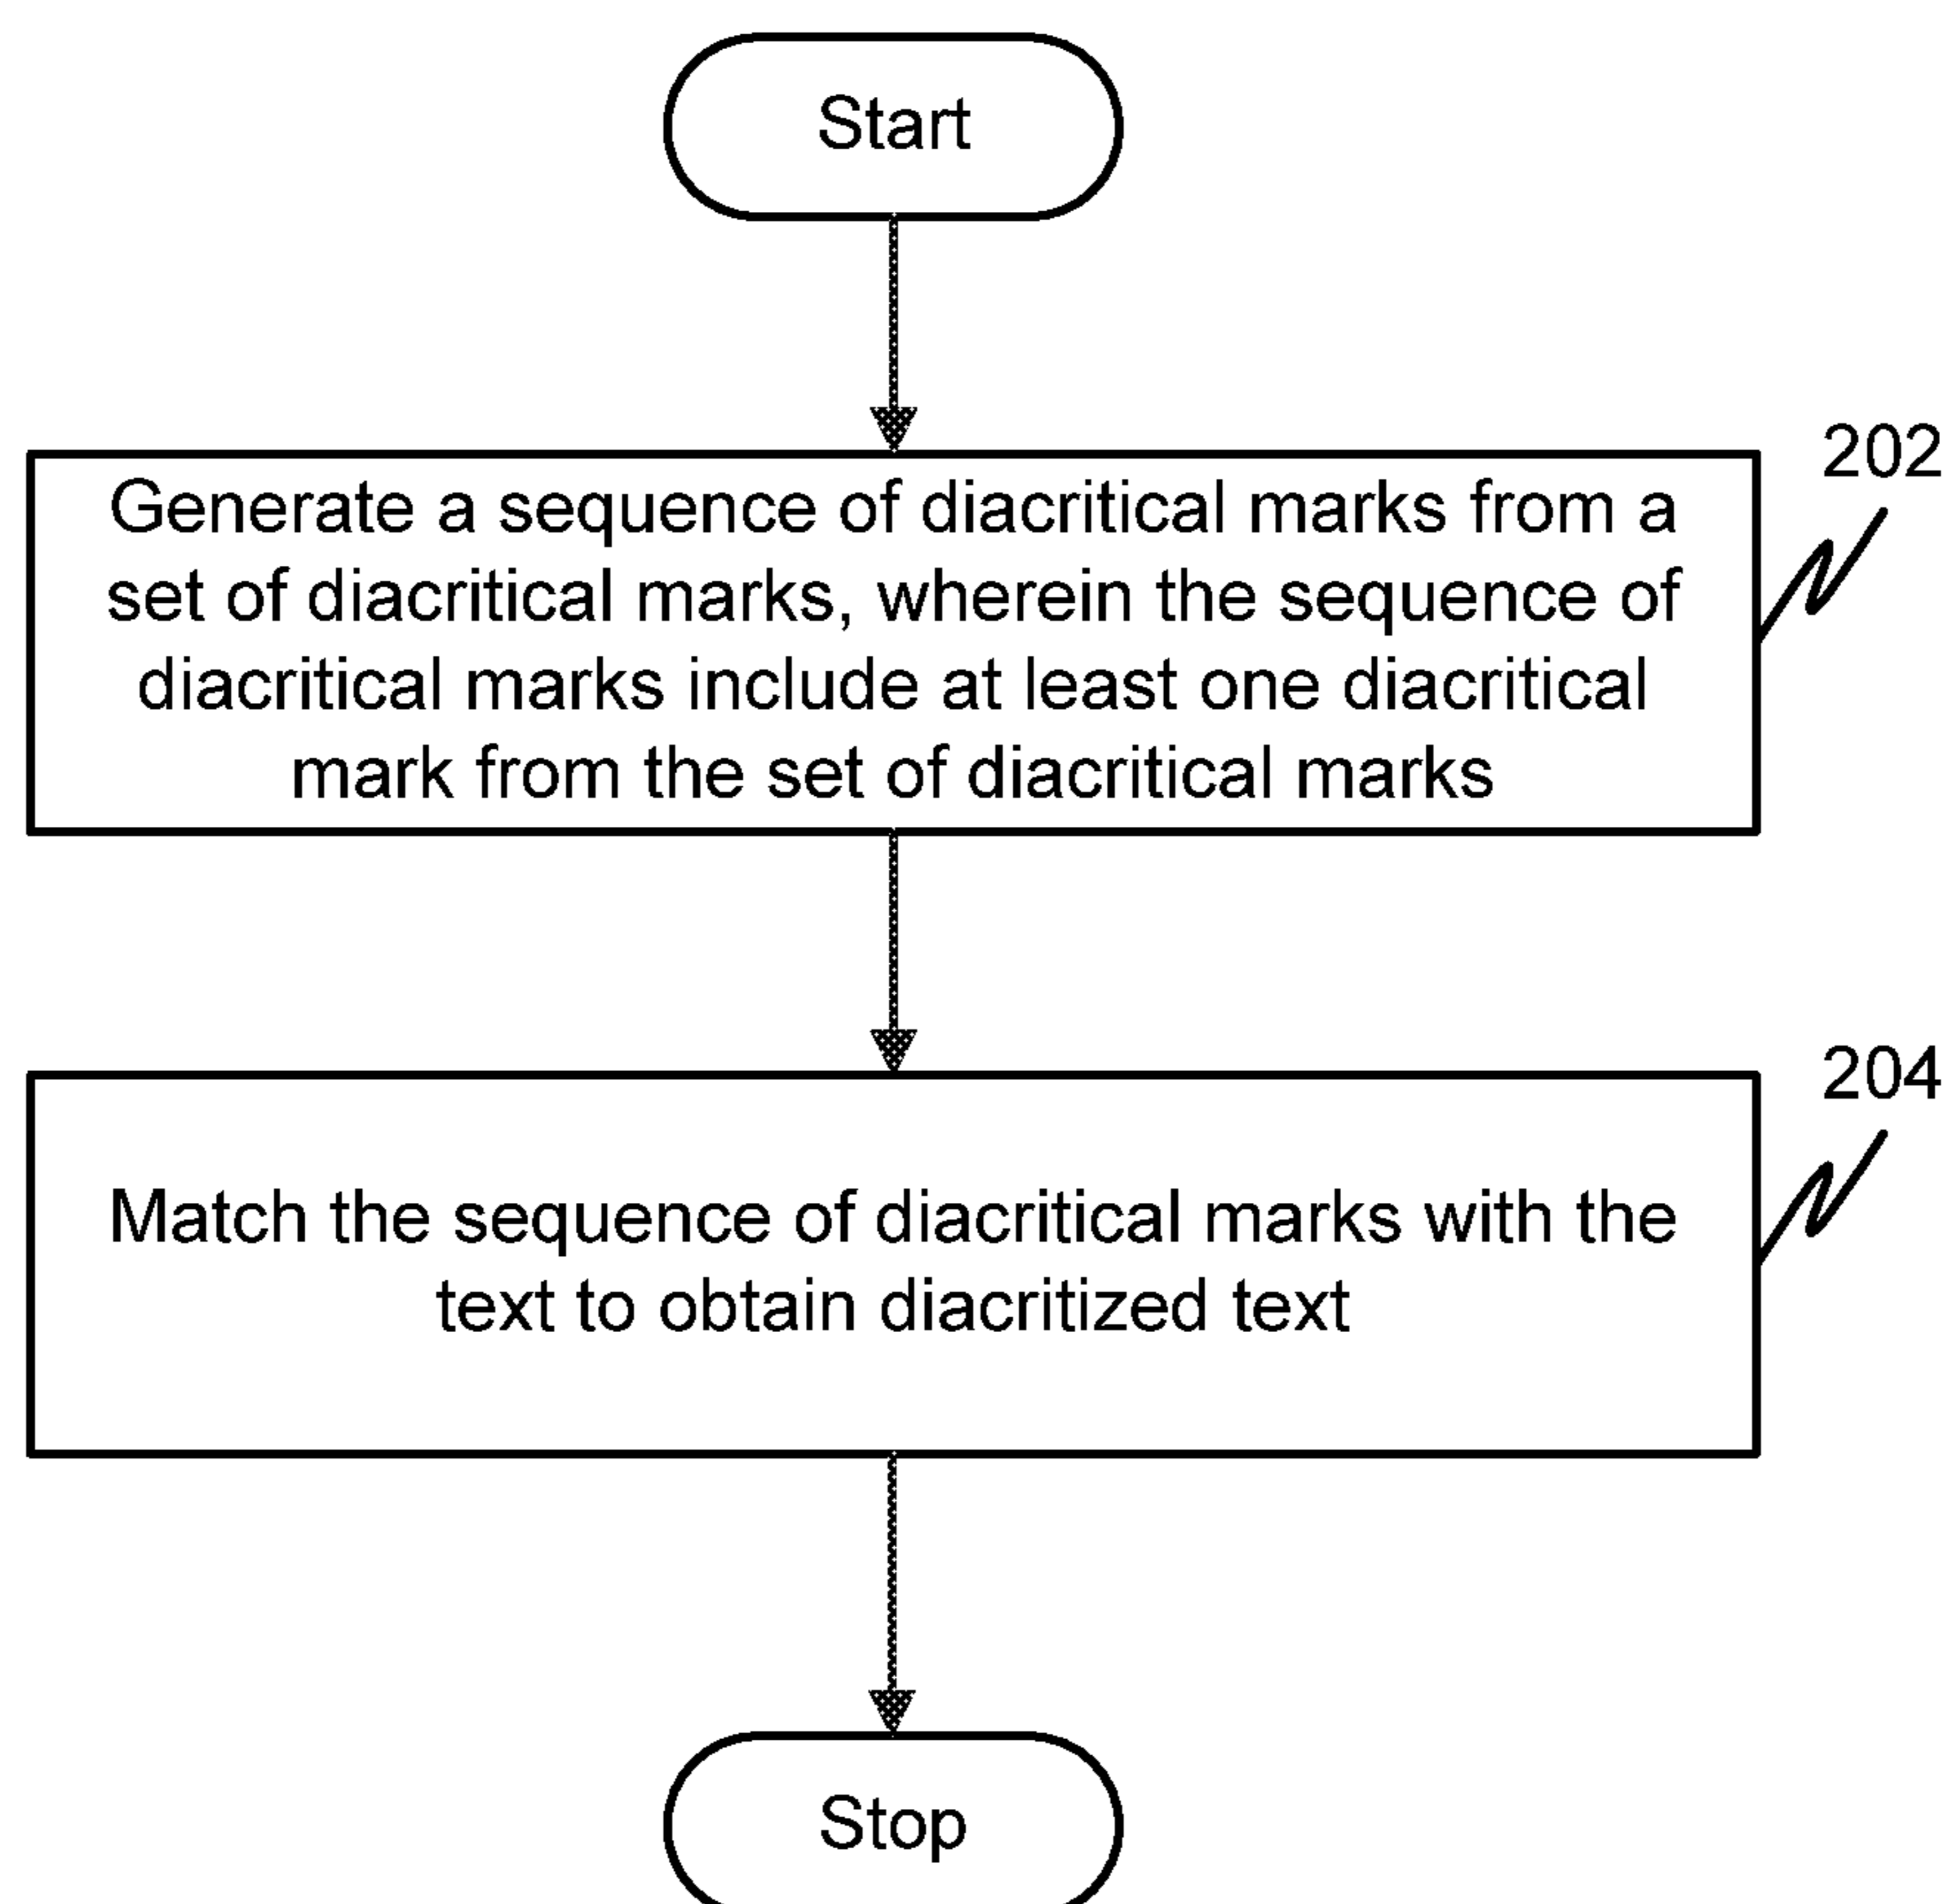 Start
202
Generate a sequence of diacritical marks from a
set of diacritical marks, wherein the sequence of
diacritical marks include at least one diacritical
mark from the set of diacritical marks
204
Match the sequence of diacritical marks with the
text to obtain diacritized text
Stop